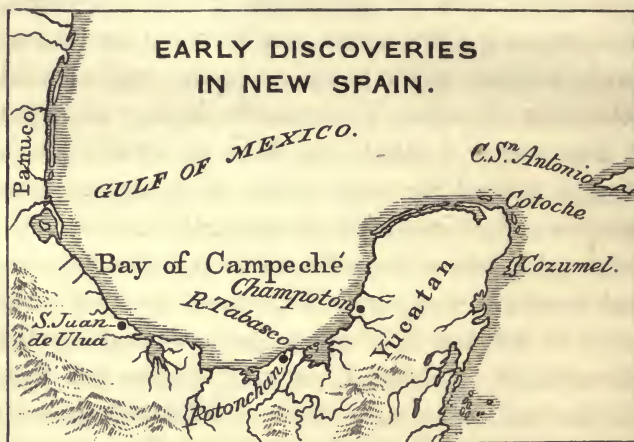 EARLY DISCOVERIES
IN NEW SPAIN.
Panuco
GULF OF MEXICO.
C. Sn. Antonio
Cotoche
Cozumel.
Bay of Campeché
Champoton
Yucatan
R. Tabasco
S. Juan
de Ulua
Potonchan